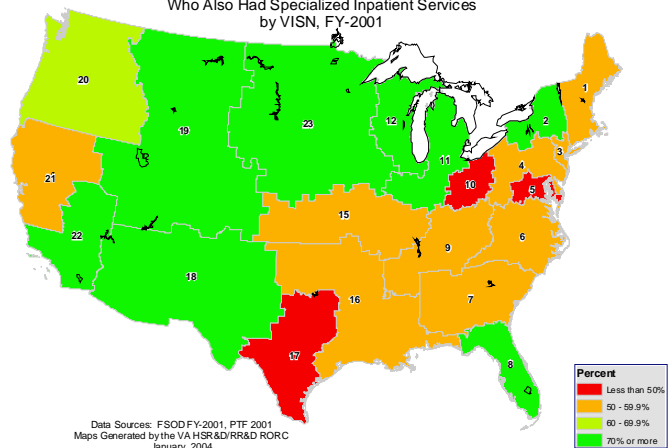 Who Also Had Specialized Inpatient Services
by VISN, FY-2001
20
19
23
12
11
2
1
3
4
10
5
21
22
15
9
6
18
16
7
17
8
Percent
Less than 50%
50 - 59.9%
60 - 69.9%
70% or more
Data Sources: FSOD FY-2001, PTF 2001
Maps Generated by the VA HSR&D/RR&D RORC
January, 2004